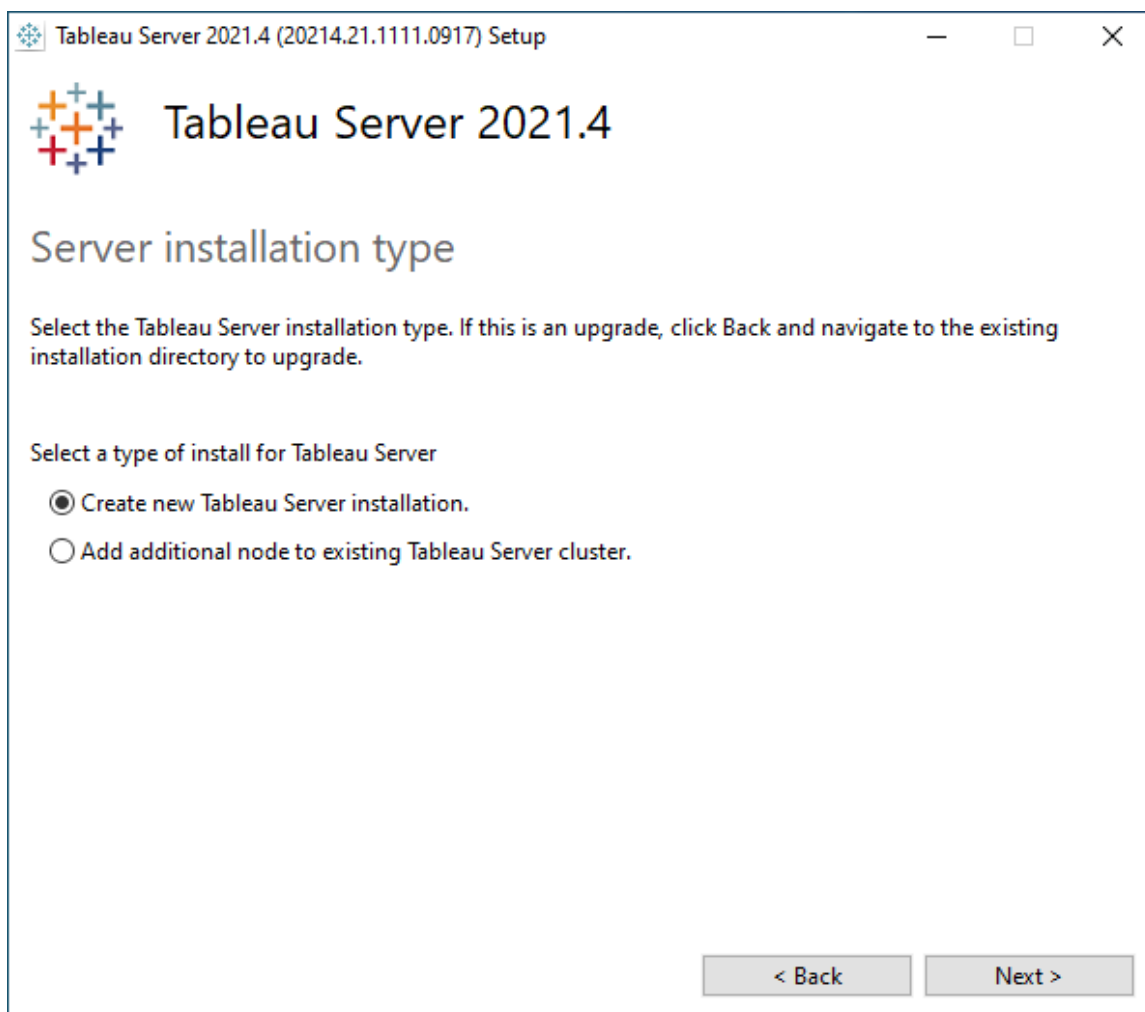 Tableau Server 2021.4 (20214.21.1111.0917) Setup
Tableau Server 2021.4
Server installation type
Select the Tableau Server installation type. If this is an upgrade, click Back and navigate to the existing
installation directory to upgrade.
Select a type of install for Tableau Server
Create new Tableau Server installation.
Add additional node to existing Tableau Server cluster.
< Back
Next >